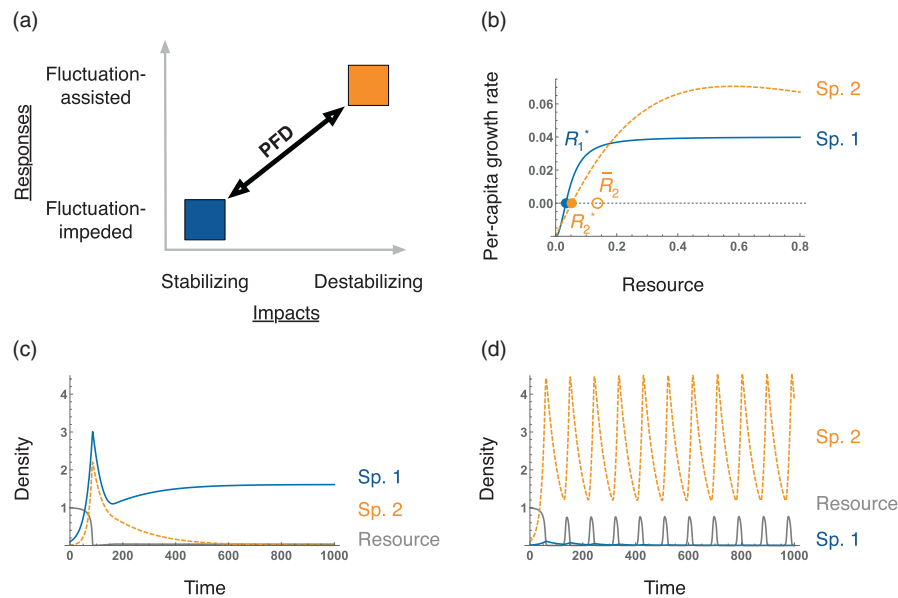 (a)
Fluctuation-
assisted
Responses
PFD
Fluctuation-
impeded
Stabilizing
Destabilizing
Impacts
(b)
Per-capita growth rate
0.06
0.04
0.02
0.00
R₁*
R̄₂
R₂*
Sp. 2
Sp. 1
0.0 0.2 0.4 0.6 0.8
Resource
(c)
Density
4
3
2
1
Sp. 1
Sp. 2
Resource
0 200 400 600 800 1000
Time
(d)
Density
4
3
2
1
Sp. 2
Resource
Sp. 1
0 200 400 600 800 1000
Time